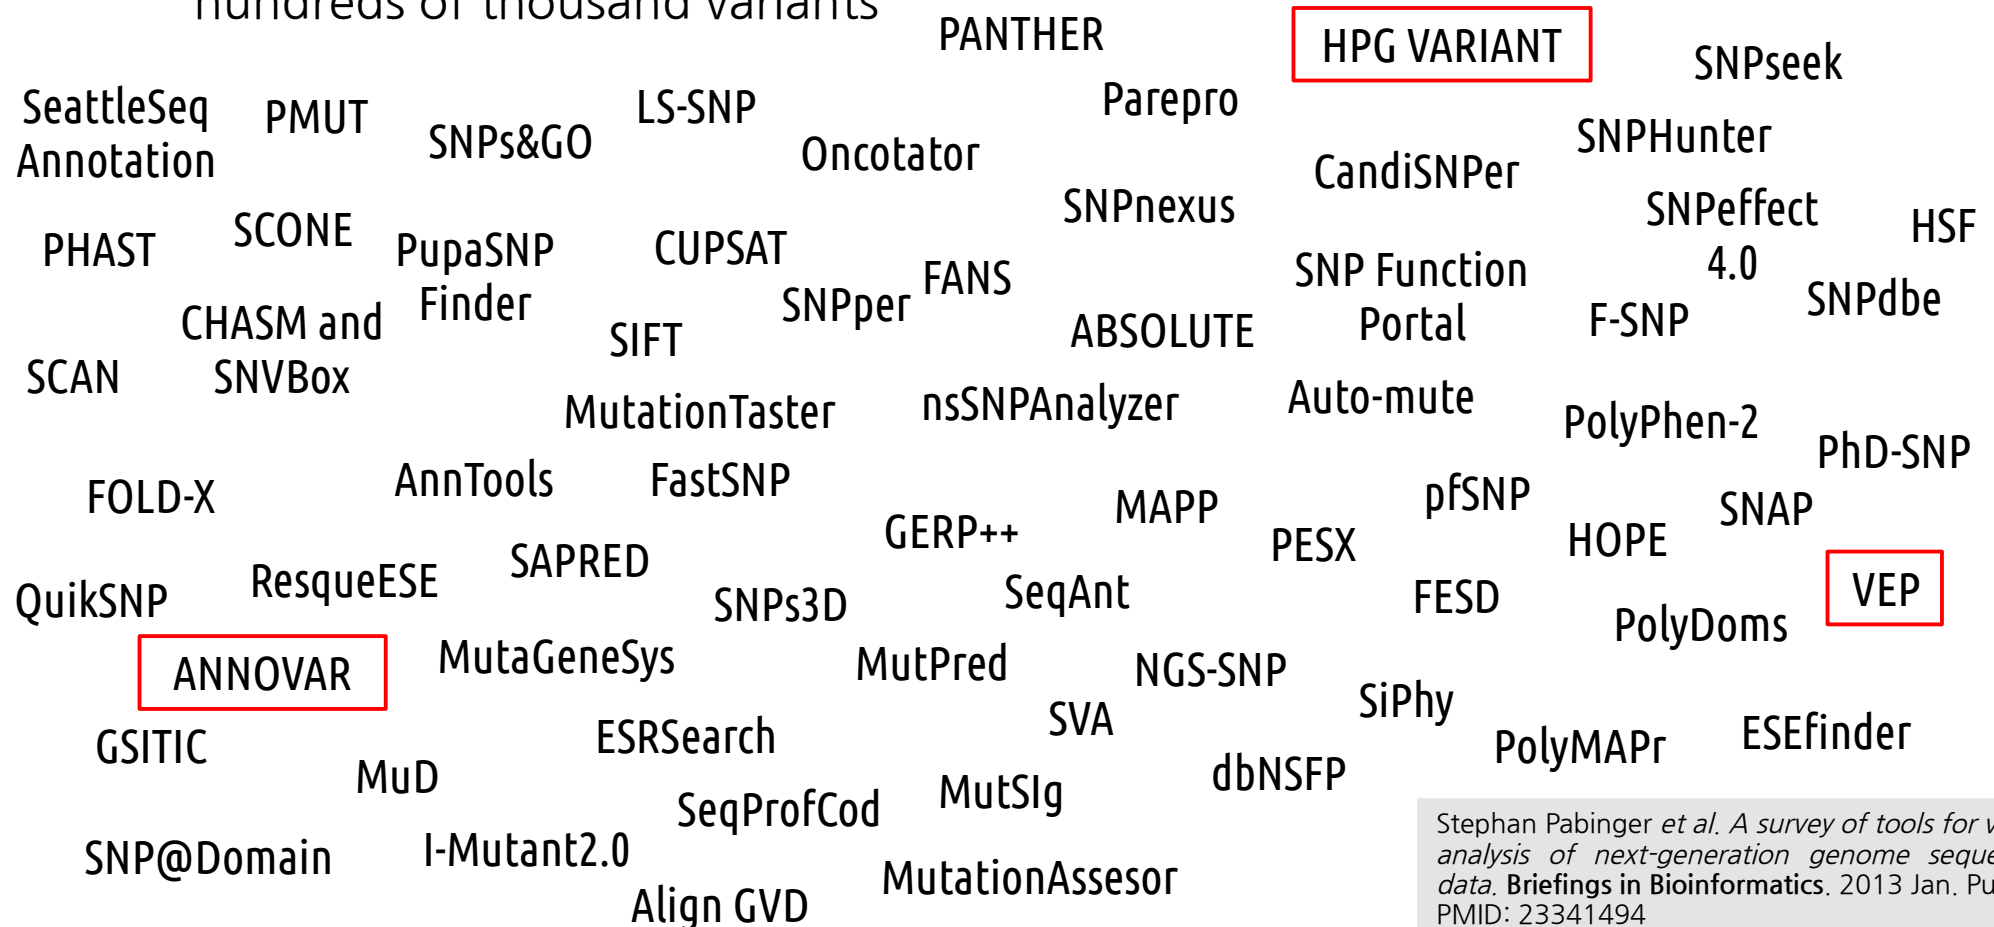 hundreds of thousand variants
PANTHER
HPG VARIANT
SNPseek
SeattleSeq
Annotation
PMUT
SNPs&GO
LS-SNP
Oncotator
Parepro
CandiSNPer
SNPHunter
SNPnexus
SNPeffect
4.0
HSF
PHAST
SCONE
PupaSNP
Finder
CUPSAT
SNPper
FANS
SNP Function
Portal
F-SNP
SNPdbe
CHASM and
SNVBox
SIFT
ABSOLUTE
SCAN
MutationTaster
nsSNPAnalyzer
Auto-mute
PolyPhen-2
PhD-SNP
FOLD-X
AnnTools
FastSNP
GERP++
MAPP
pfSNP
SNAP
PESX
HOPE
QuikSNP
ResqueESE
SAPRED
SNPs3D
SeqAnt
FESD
PolyDoms
VEP
ANNOVAR
MutaGeneSys
MutPred
NGS-SNP
SiPhy
GSITIC
ESRSearch
SVA
PolyMAPr
ESEfinder
MuD
SeqProfCod
MutSIg
dbNSFP
SNP@Domain
I-Mutant2.0
Align GVD
MutationAssesor
Stephan Pabinger et al. A survey of tools for
analysis of next-generation genome
data. Briefings in Bioinformatics. 2013 Jan.
PMID: 23341494